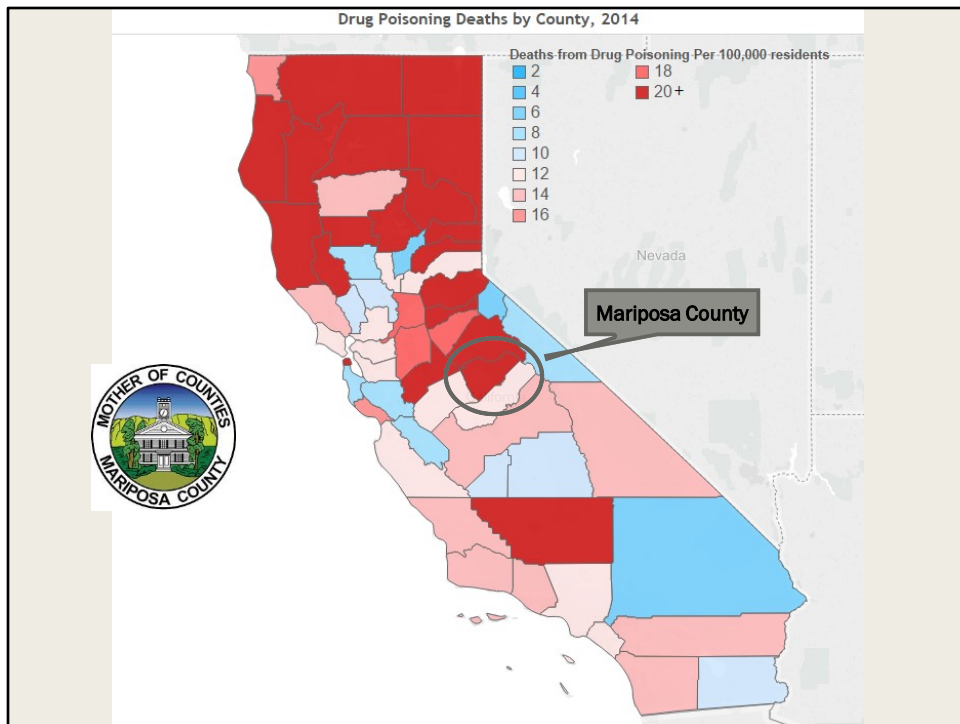 Drug Poisoning Deaths by County, 2014
Deaths from Drug Poisoning Per 100,000 residents
2
4
6
8
10
12
14
16
18
20+
Nevada
Mariposa County
MOTHER OF COUNTIES
MARIPOSA COUNTY